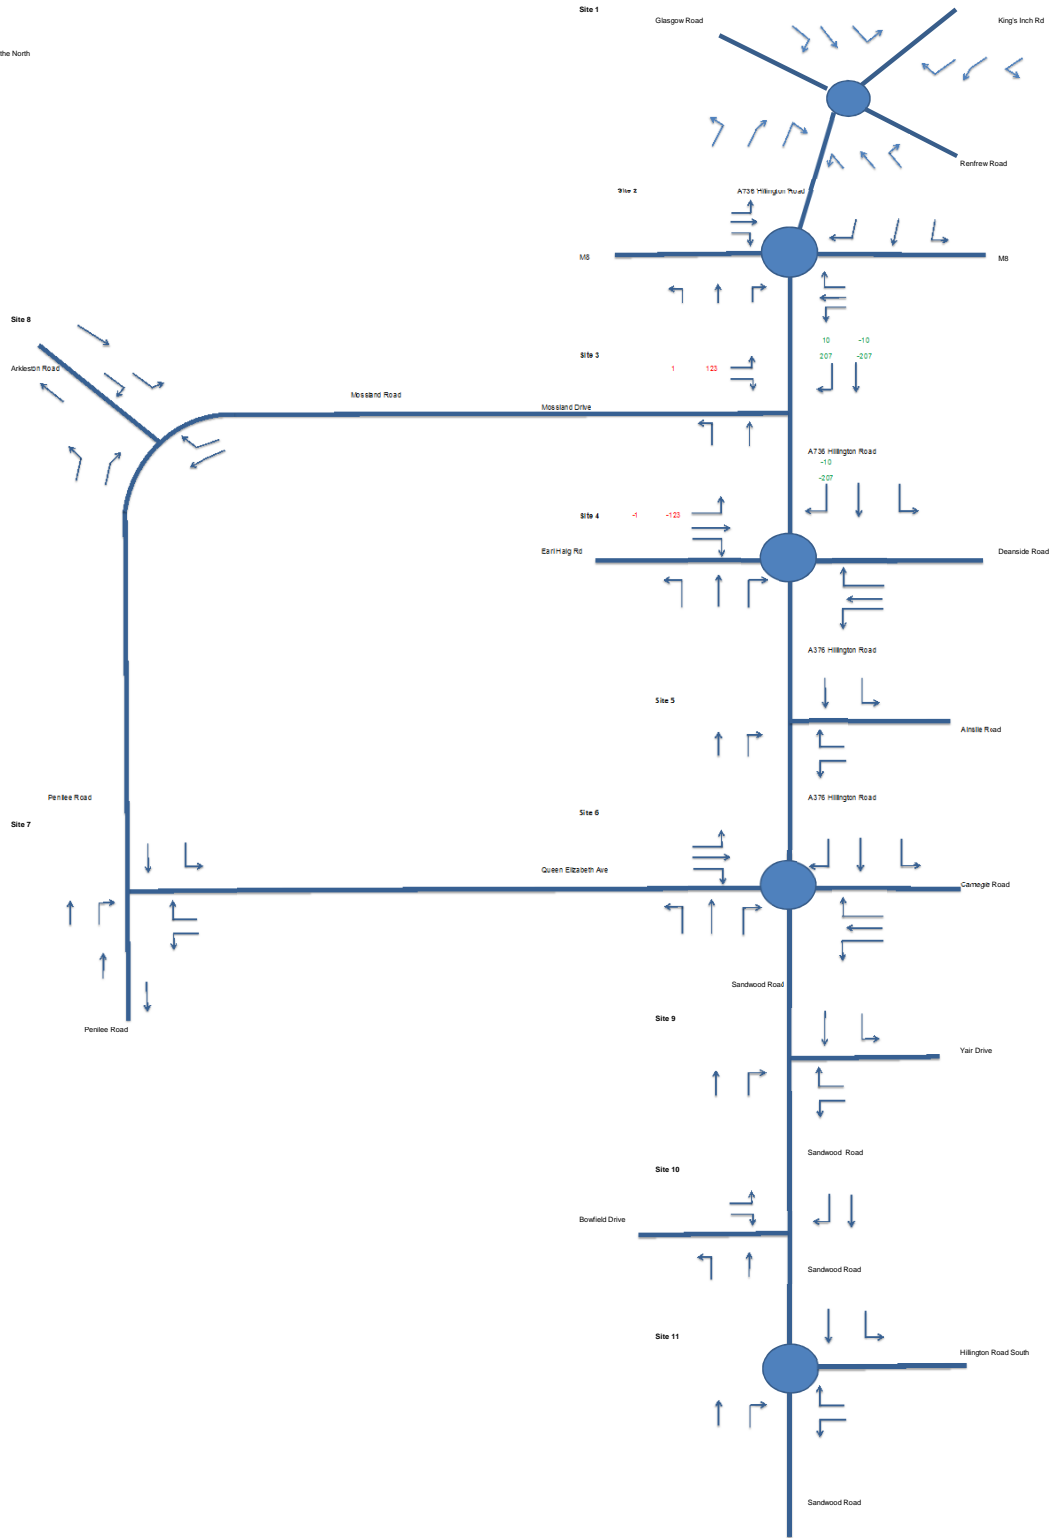 Site 1
Glasgow Road
King's Inch Rd
the North
Renfrew Road
Site 2
A736 Hillington Road
M8
M8
Site 8
10 -10
Site 3
207 -207
Arkleston Road
1 123
Mossland Road
Mossland Drive
A736 Hillington Road
-10
-207
Site 4
-1 -123
Earl Haig Rd
Deanside Road
A376 Hillington Road
Site 5
Ainslie Road
Penilee Road
A376 Hillington Road
Site 6
Site 7
Queen Elizabeth Ave
Carnegie Road
Sandwood Road
Site 9
Penilee Road
Yair Drive
Sandwood Road
Site 10
Bowfield Drive
Sandwood Road
Site 11
Hillington Road South
Sandwood Road